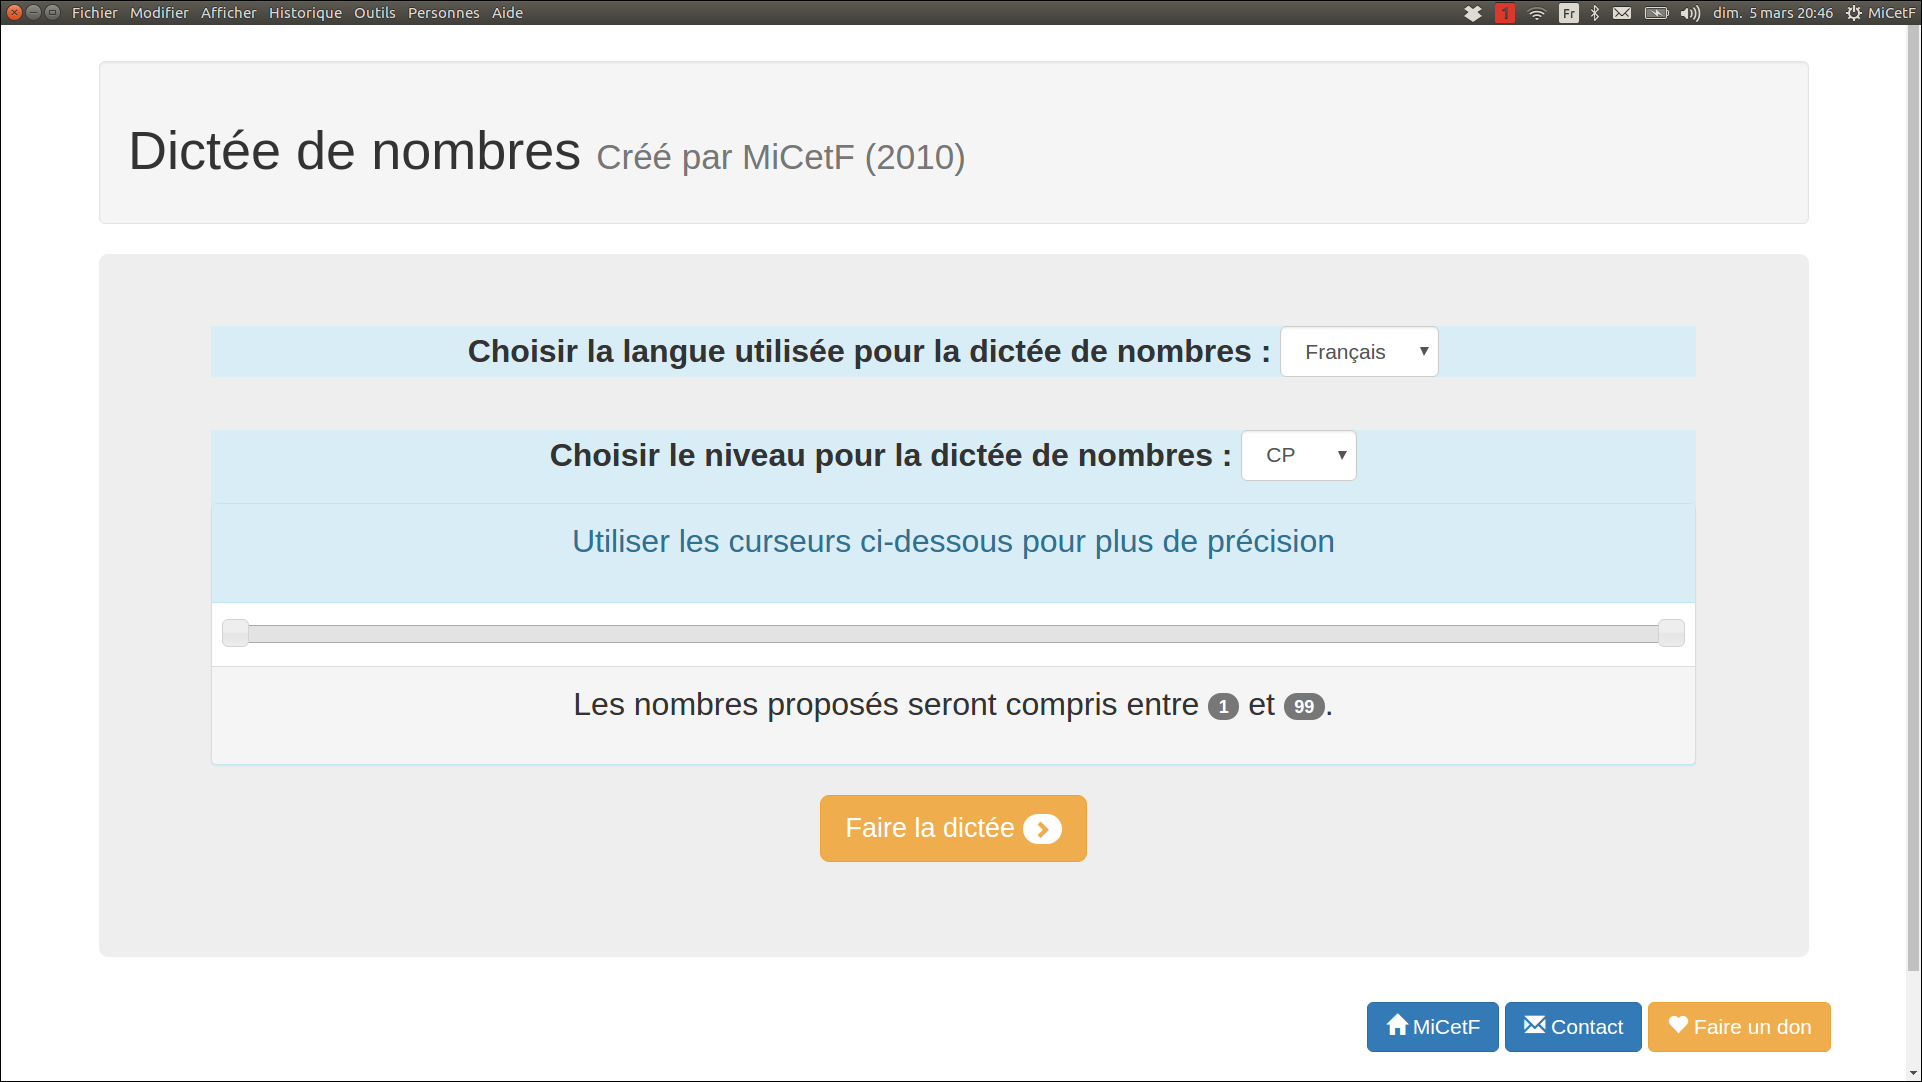 Fichier Modifier Afficher Historique Outils Personnes Aide 1 Fr dim. 5 mars 20:46 MiCetF
Dictée de nombres Créé par MiCetF (2010)
Choisir la langue utilisée pour la dictée de nombres : Français
Choisir le niveau pour la dictée de nombres : CP
Utiliser les curseurs ci-dessous pour plus de précision
Les nombres proposés seront compris entre 1 et 99.
Faire la dictée
MiCetF Contact Faire un don